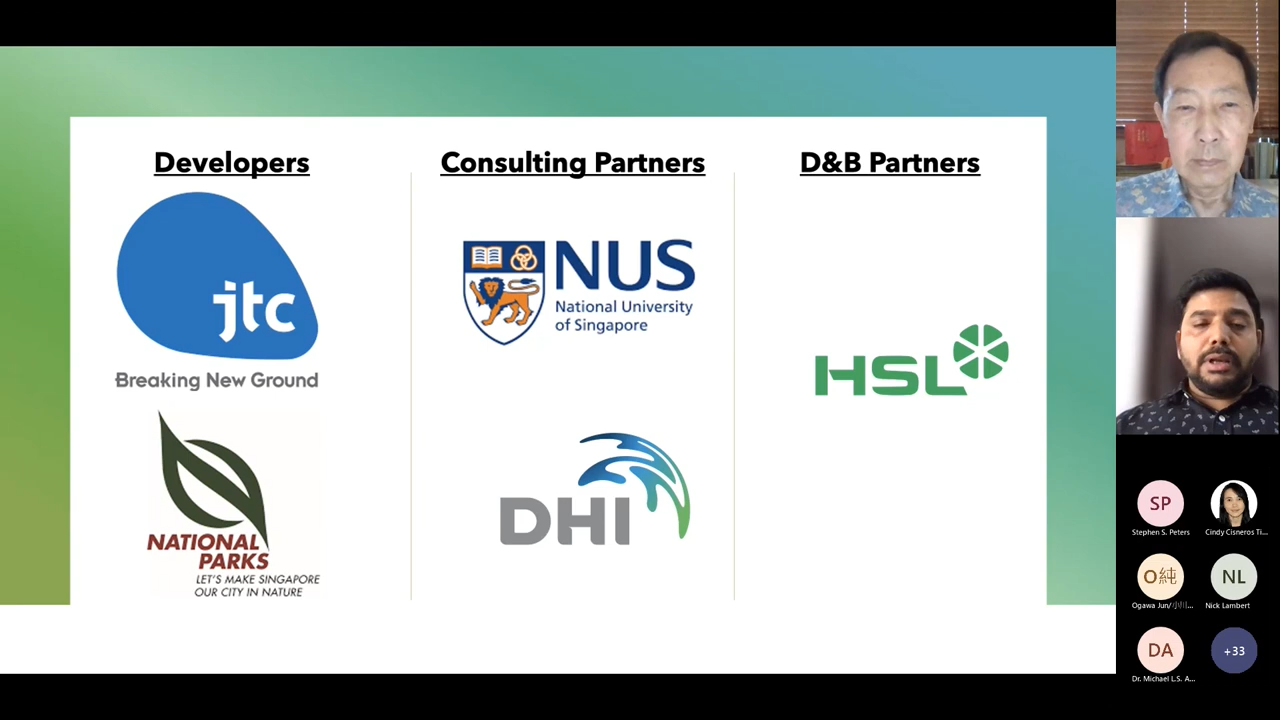 Developers
jtc
Breaking New Ground
NATIONAL
PARKS
LET'S MAKE SINGAPORE
OUR CITY IN NATURE
Consulting Partners
NUS
National University
of Singapore
DHI
D&B Partners
HSL
SP
Stephen S. Peters
Cindy Cisneros Ti...
O純
Ogawa Jun/小川...
NL
Nick Lambert
DA
Dr. Michael L.S. A...
+33